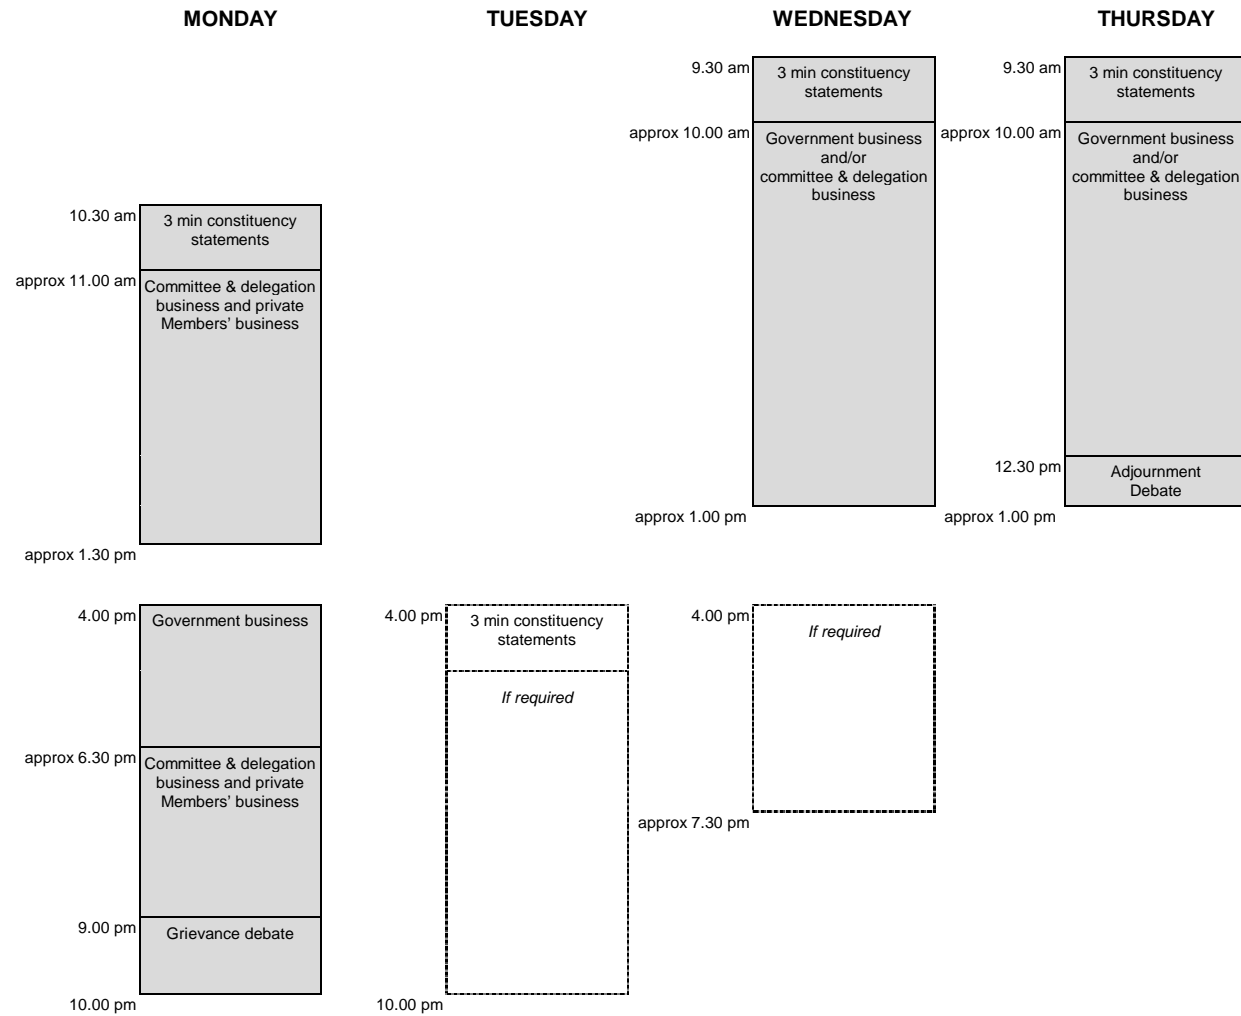 MONDAY
TUESDAY
WEDNESDAY
THURSDAY
9.30 am
3 min constituency
statements
9.30 am
3 min constituency
statements
approx 10.00 am
Government business
and/or
committee & delegation
business
approx 10.00 am
Government business
and/or
committee & delegation
business
10.30 am
3 min constituency
statements
approx 11.00 am
Committee & delegation
business and private
Members’ business
12.30 pm
Adjournment
Debate
approx 1.00 pm
approx 1.00 pm
approx 1.30 pm
4.00 pm
Government business
4.00 pm
3 min constituency
statements
If required
4.00 pm
If required
approx 6.30 pm
Committee & delegation
business and private
Members’ business
approx 7.30 pm
9.00 pm
Grievance debate
10.00 pm
10.00 pm